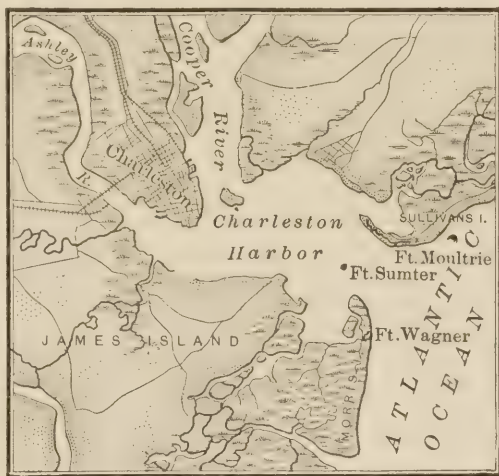 Ashley
R.
Cooper
River
Charleston
Charleston
Harbor
SULLIVANS I.
Ft. Moultrie
Ft. Sumter
Ft. Wagner
JAMES ISLAND
MORRIS I.
ATLANTIC
OCEAN